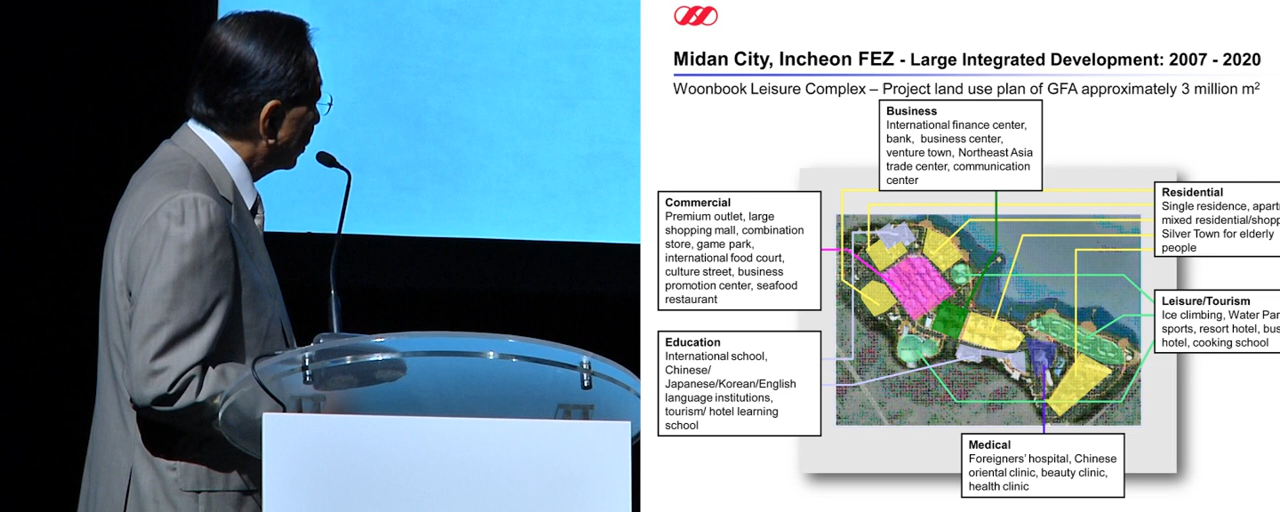 Midan City, Incheon FEZ - Large Integrated Development: 2007 - 2020
Woonbook Leisure Complex – Project land use plan of GFA approximately 3 million m²
Business
International finance center,
bank, business center,
venture town, Northeast Asia
trade center, communication
center
Commercial
Premium outlet, large
shopping mall, combination
store, game park,
international food court,
culture street, business
promotion center, seafood
restaurant
Residential
Single residence,
mixed
Silver Town for elderly
people
Education
International school,
Chinese/
Japanese/Korean/English
language institutions,
tourism/ hotel learning
school
Leisure/Tourism
Ice climbing, Water
sports, resort hotel,
hotel, cooking school
Medical
Foreigners' hospital, Chinese
oriental clinic, beauty clinic,
health clinic